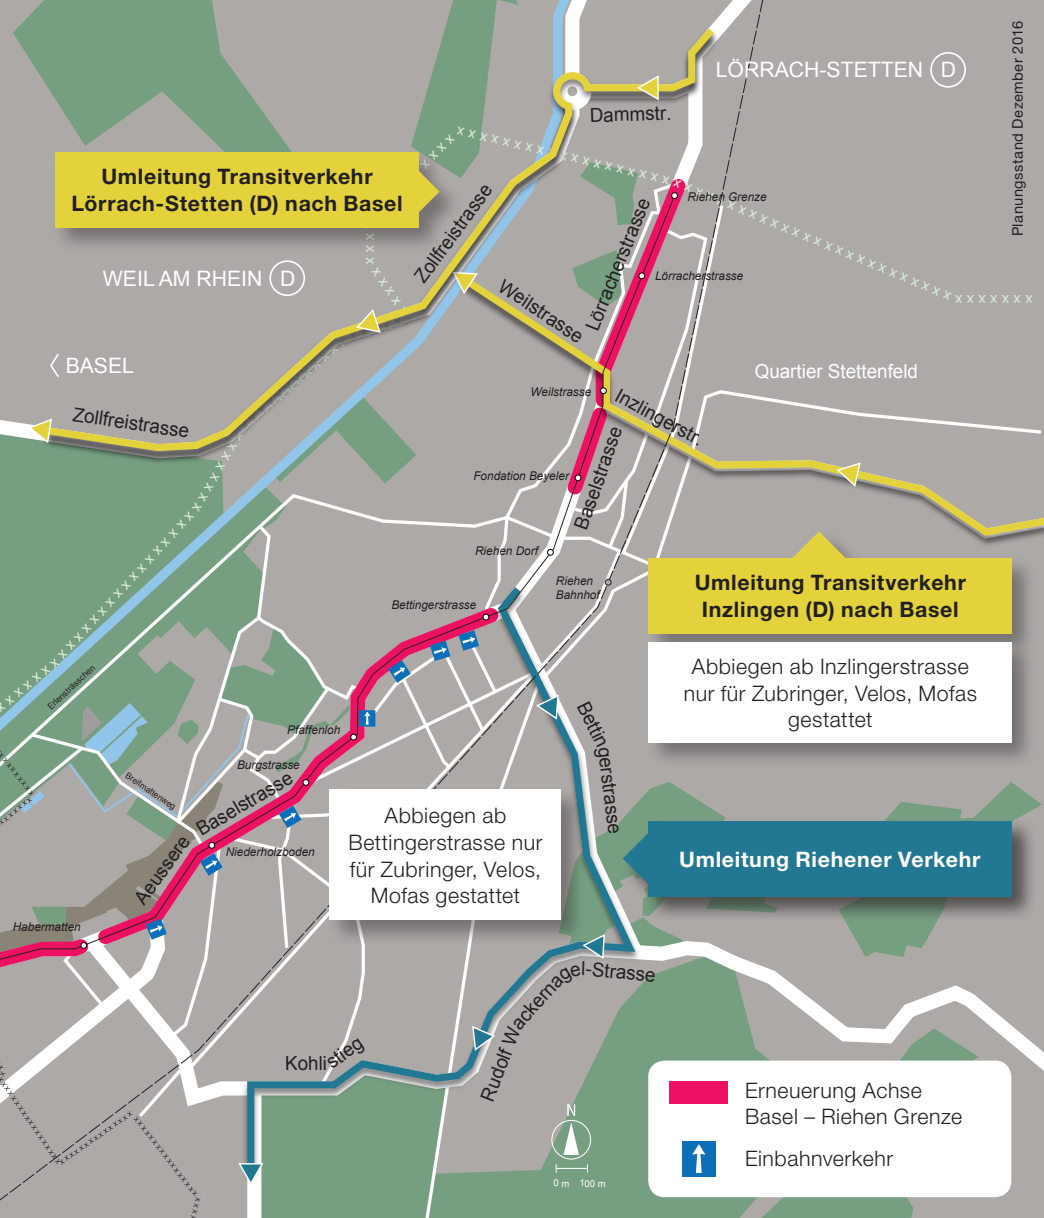 Planungsstand Dezember 2016
LÖRRACH-STETTEN D
Dammstr.
Umleitung Transitverkehr
Lörrach-Stetten (D) nach Basel
Riehen Grenze
Zollfreistrasse
Lörracherstrasse
WEIL AM RHEIN D
Lörracherstrasse
Weilstrasse
BASEL
Quartier Stettenfeld
Weilstrasse
Inzlingerstr.
Zollfreistrasse
Baselstrasse
Fondation Beyeler
Riehen Dorf
Riehen
Bahnhof
Umleitung Transitverkehr
Inzlingen (D) nach Basel
Bettingerstrasse
Abbiegen ab Inzlingerstrasse
nur für Zubringer, Velos, Mofas
gestattet
Erlensträsschen
Pfaffenloh
Bettingerstrasse
Burgstrasse
Breitmattenweg
Aeussere Baselstrasse
Abbiegen ab
Bettingerstrasse nur
für Zubringer, Velos,
Mofas gestattet
Niederholzboden
Umleitung Riehener Verkehr
Habermatten
Rudolf Wackernagel-Strasse
Kohlistieg
N
0 m 100 m
Erneuerung Achse
Basel – Riehen Grenze
Einbahnverkehr